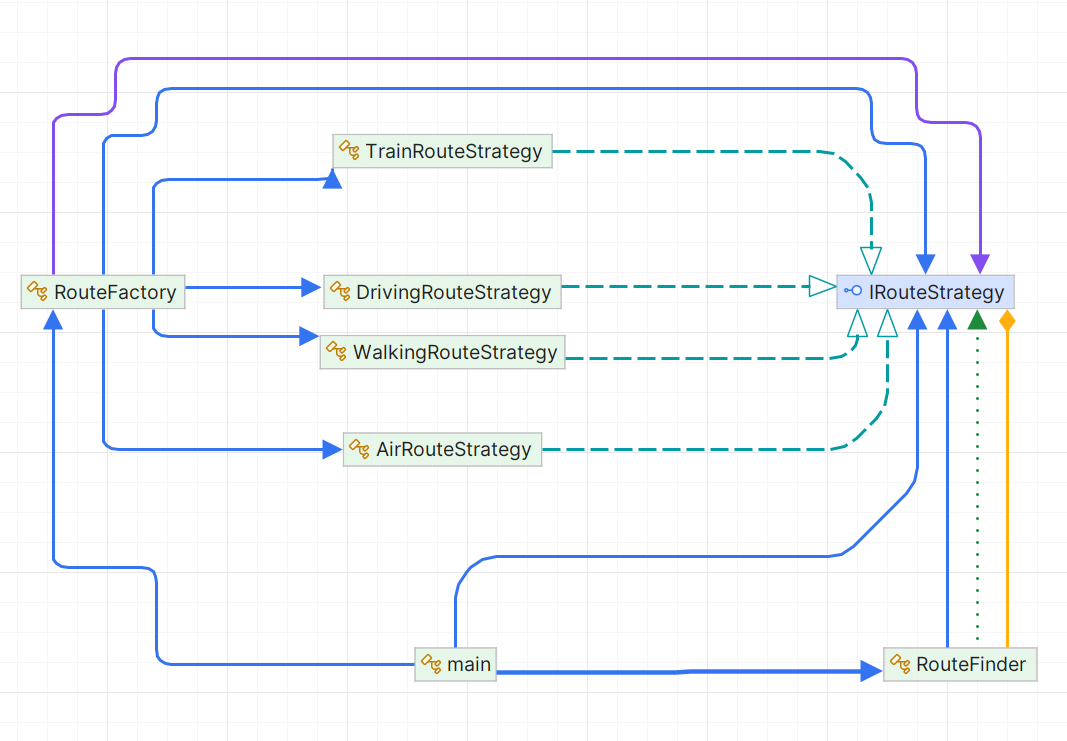 TrainRouteStrategy
RouteFactory
DrivingRouteStrategy
IRouteStrategy
WalkingRouteStrategy
AirRouteStrategy
main
RouteFinder